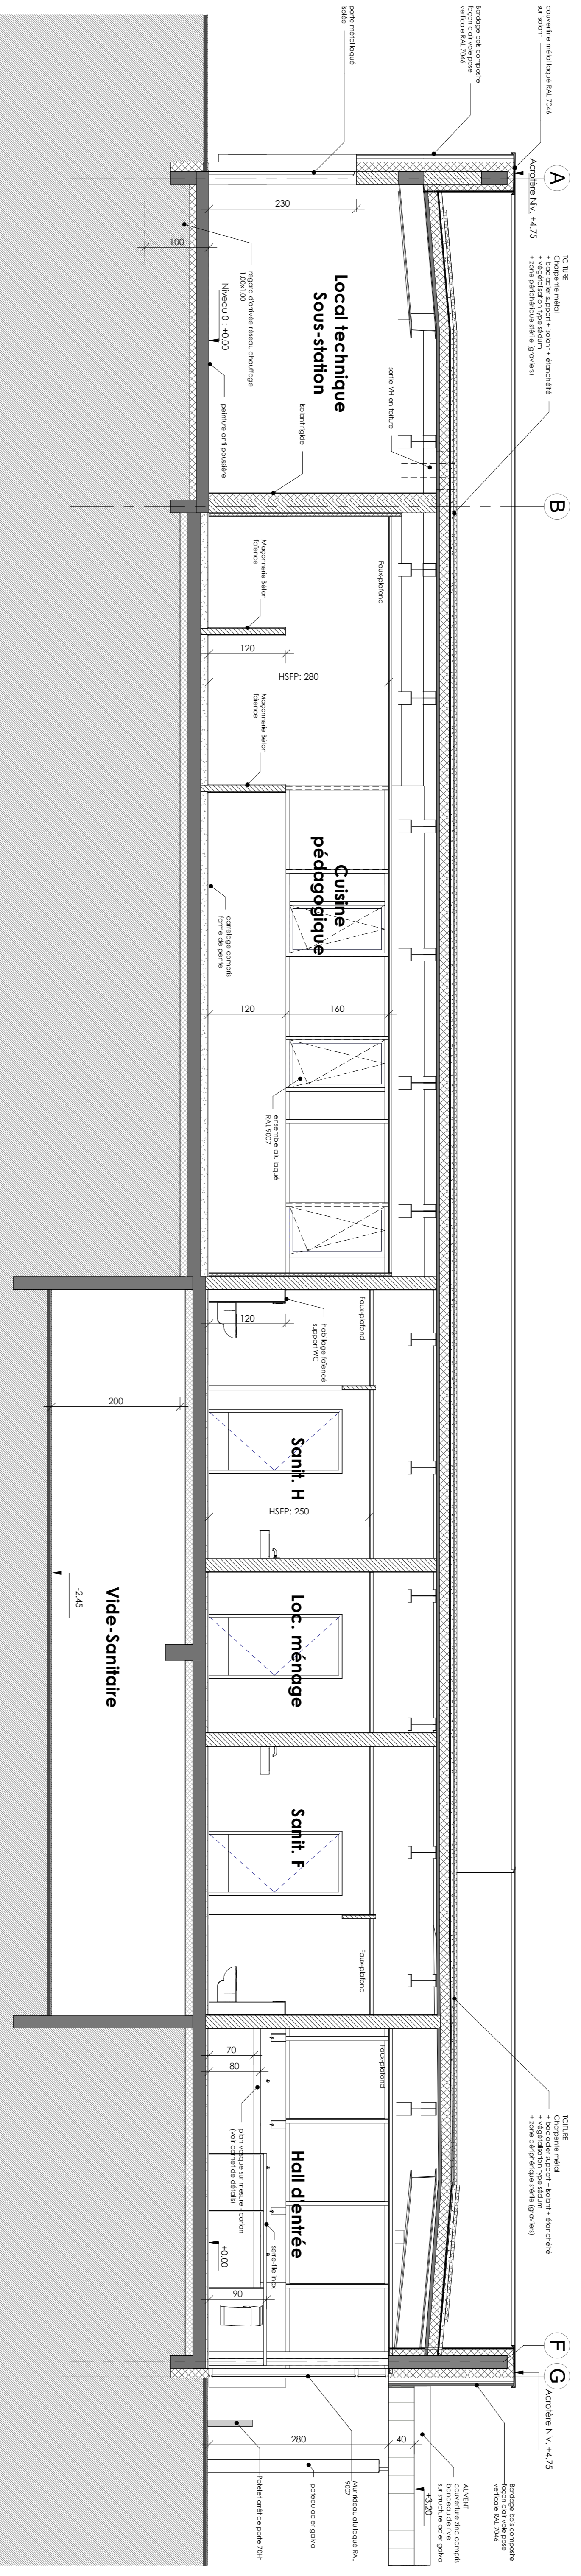 couvertine métal laqué RAL 7046
sur isolant
A
Acrotère Niv. +4.75
Bardage bois composite
façon clair voie pose
verticale RAL 7046
porte métal laqué
isolée
TOITURE
Charpente métal
+ bac acier support + isolant + étanchéité
+ végétalisation type sédum
+ zone périphérique stérile (graviers)
B
230
100
Local technique
Sous-station
sortie VH en toiture
isolant rigide
Niveau 0 : +0.00
regard d'arrivée réseau chauffage
1.00x1.00
peinture anti poussière
Faux-plafond
Maçonnerie Béton
faïence
120
HSFP: 280
Maçonnerie Béton
faïence
Cuisine
pédagogique
carrelage compris
forme de pente
120
160
ensemble alu laqué
RAL 9007
Faux-plafond
habillage faïencé
support WC
120
200
Sanit. H
HSFP: 250
-2.45
Vide-Sanitaire
Loc. ménage
Sanit. F
Faux-plafond
TOITURE
Charpente métal
+ bac acier support + isolant + étanchéité
+ végétalisation type sédum
+ zone périphérique stérile (graviers)
Faux-plafond
70
80
plan vasque sur mesure - corian
(voir carnet de détails)
Hall d'entrée
serre-file inox
+0.00
90
F
G
Acrotère Niv. +4.75
Bardage bois composite
façon clair voie pose
verticale RAL 7046
280
40
AUVENT
couverture zinc compris
bandeau de rive
sur structure acier galva
+3.20
Mur rideau alu laqué RAL
9007
poteau acier galva
Potelet arrêt de porte 70Ht